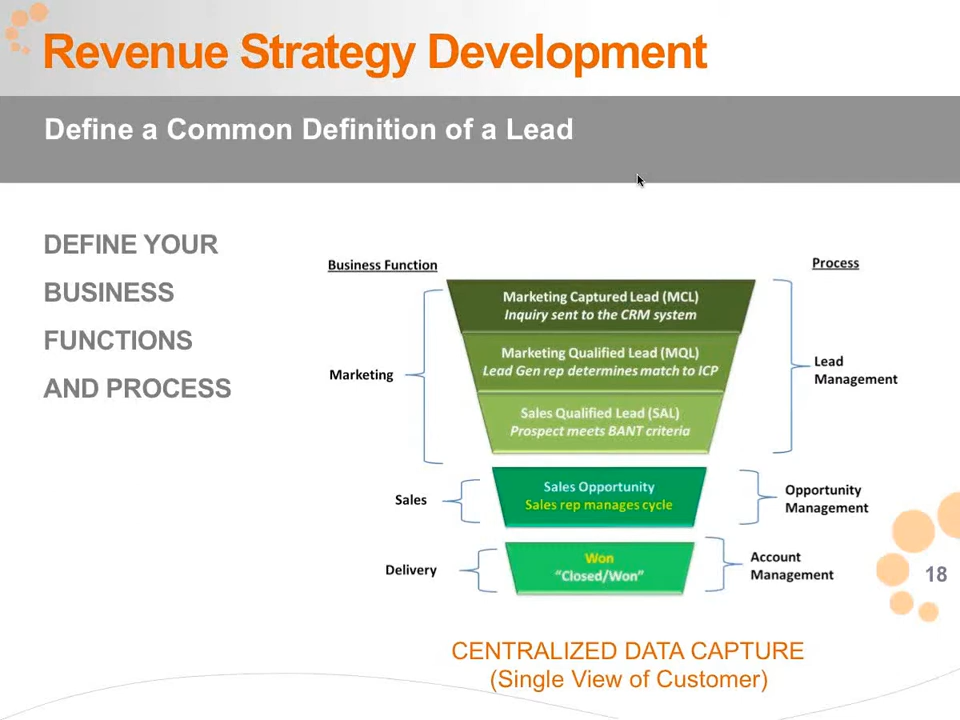 Revenue Strategy Development
Define a Common Definition of a Lead
DEFINE YOUR
BUSINESS
FUNCTIONS
AND PROCESS
Business Function
Process
Marketing Captured Lead (MCL)
Inquiry sent to the CRM system
Marketing Qualified Lead (MQL)
Lead Gen rep determines match to ICP
Sales Qualified Lead (SAL)
Prospect meets BANT criteria
Marketing
Lead
Management
Sales Opportunity
Sales rep manages cycle
Sales
Opportunity
Management
Won
“Closed/Won”
Delivery
Account
Management
18
CENTRALIZED DATA CAPTURE
(Single View of Customer)